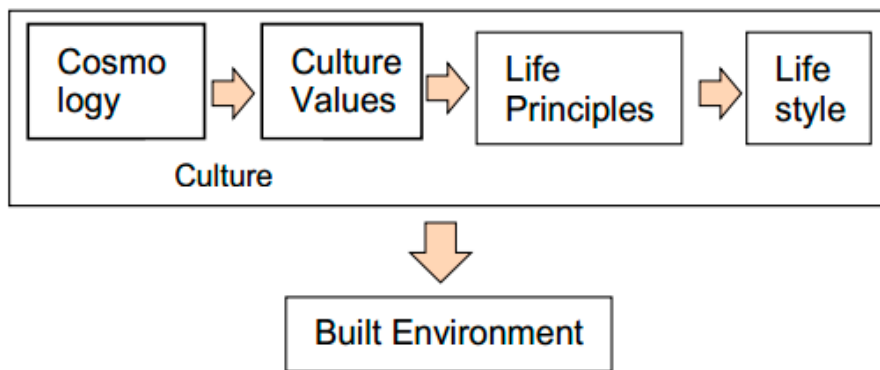 Cosmo
logy
Culture
Values
Life
Principles
Life
style
Culture
Built Environment